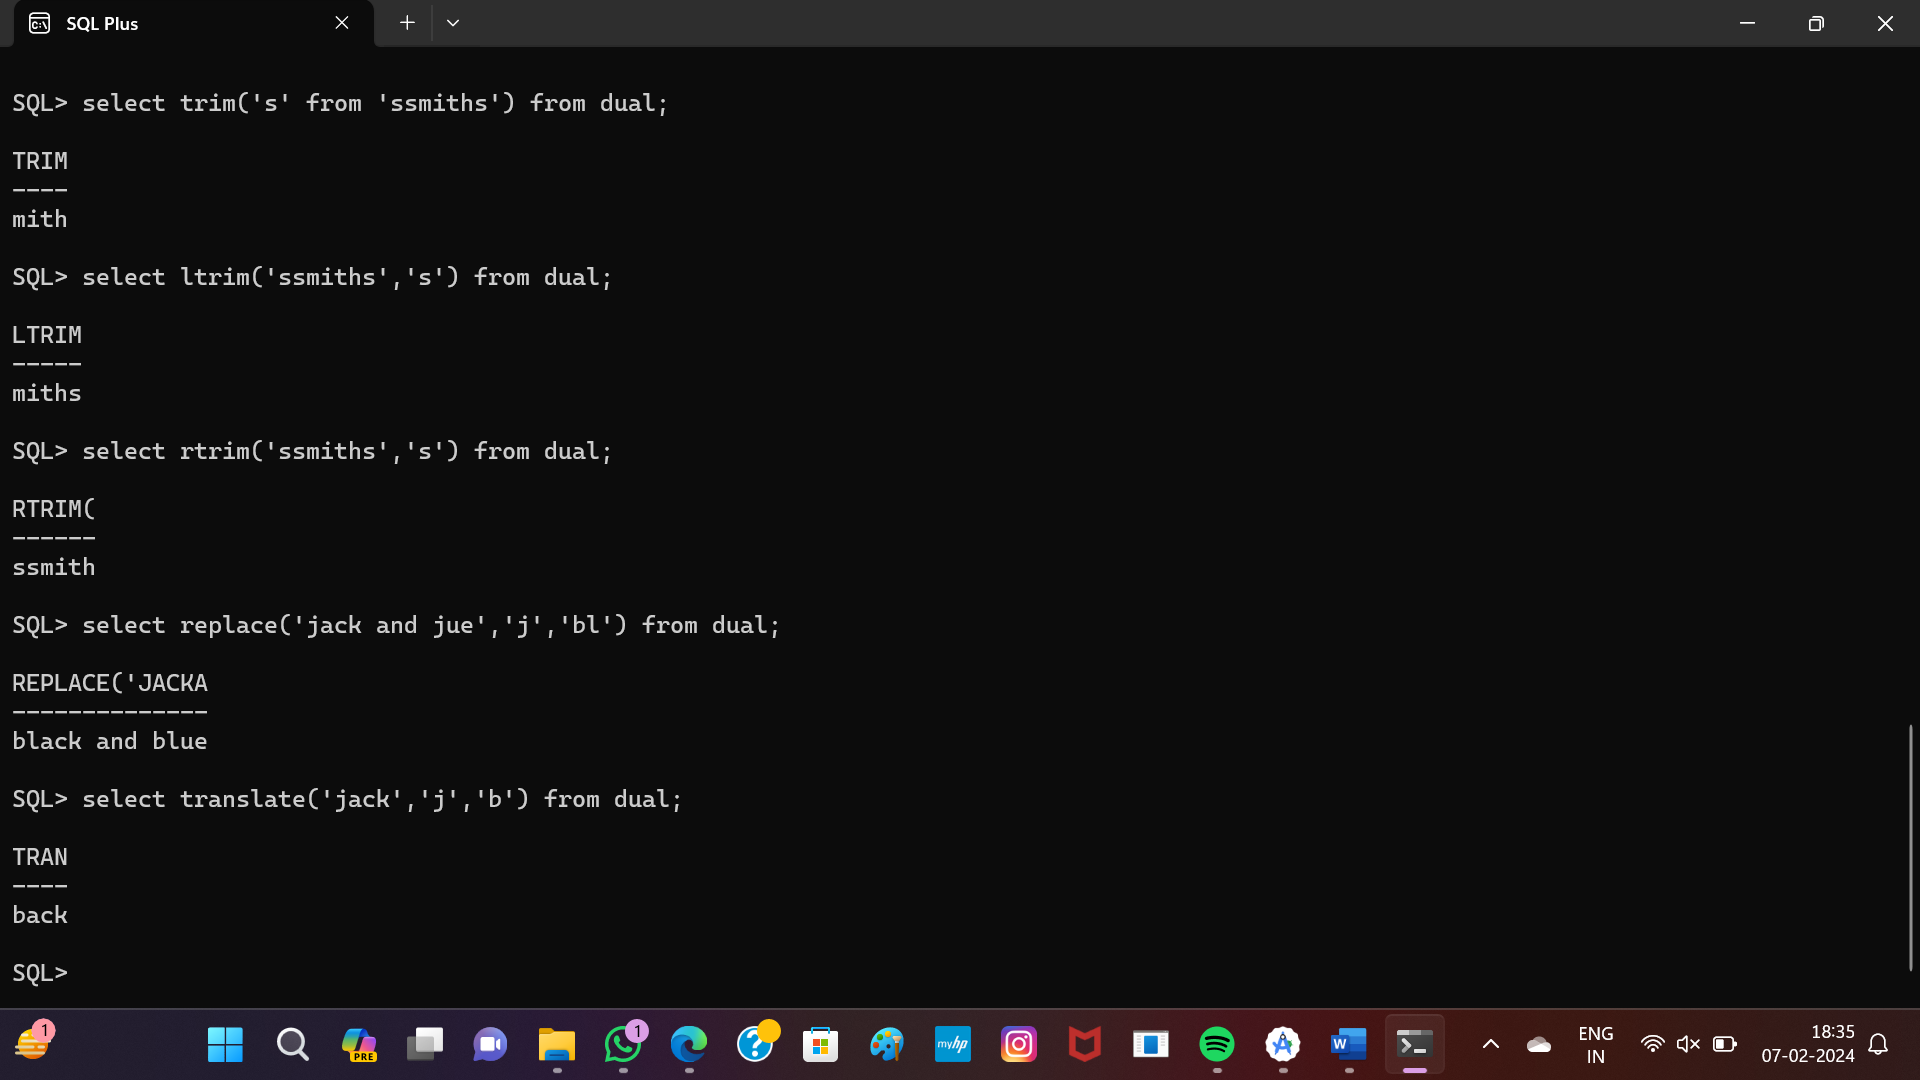 SQL Plus
SQL> select trim('s' from 'ssmiths') from dual;
TRIM
----
mith
SQL> select ltrim('ssmiths','s') from dual;
LTRIM
-----
miths
SQL> select rtrim('ssmiths','s') from dual;
RTRIM(
------
ssmith
SQL> select replace('jack and jue','j','bl') from dual;
REPLACE('JACKA
--------------
black and blue
SQL> select translate('jack','j','b') from dual;
TRAN
----
back
SQL>
1
PRE
1
?
myhp
W
ENG
IN
18:35
07-02-2024